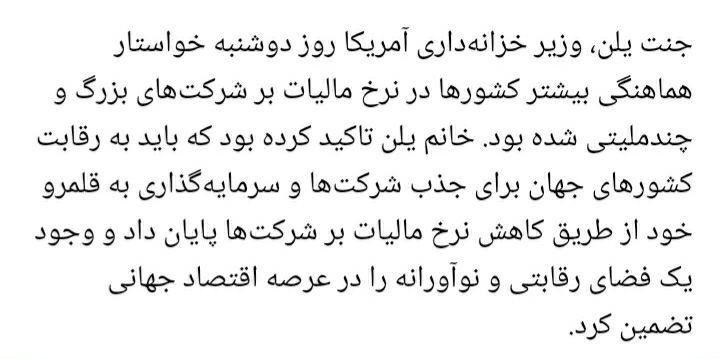 جنت یلن، وزیر خزانه‌داری آمریکا روز دوشنبه خواستار
هماهنگی بیشتر کشورها در نرخ مالیات بر شرکت‌های بزرگ و
چندملیتی شده بود. خانم یلن تاکید کرده بود که باید به رقابت
کشورهای جهان برای جذب شرکت‌ها و سرمایه‌گذاری به قلمرو
خود از طریق کاهش نرخ مالیات بر شرکت‌ها پایان داد و وجود
یک فضای رقابتی و نوآورانه را در عرصه اقتصاد جهانی
تضمین کرد.